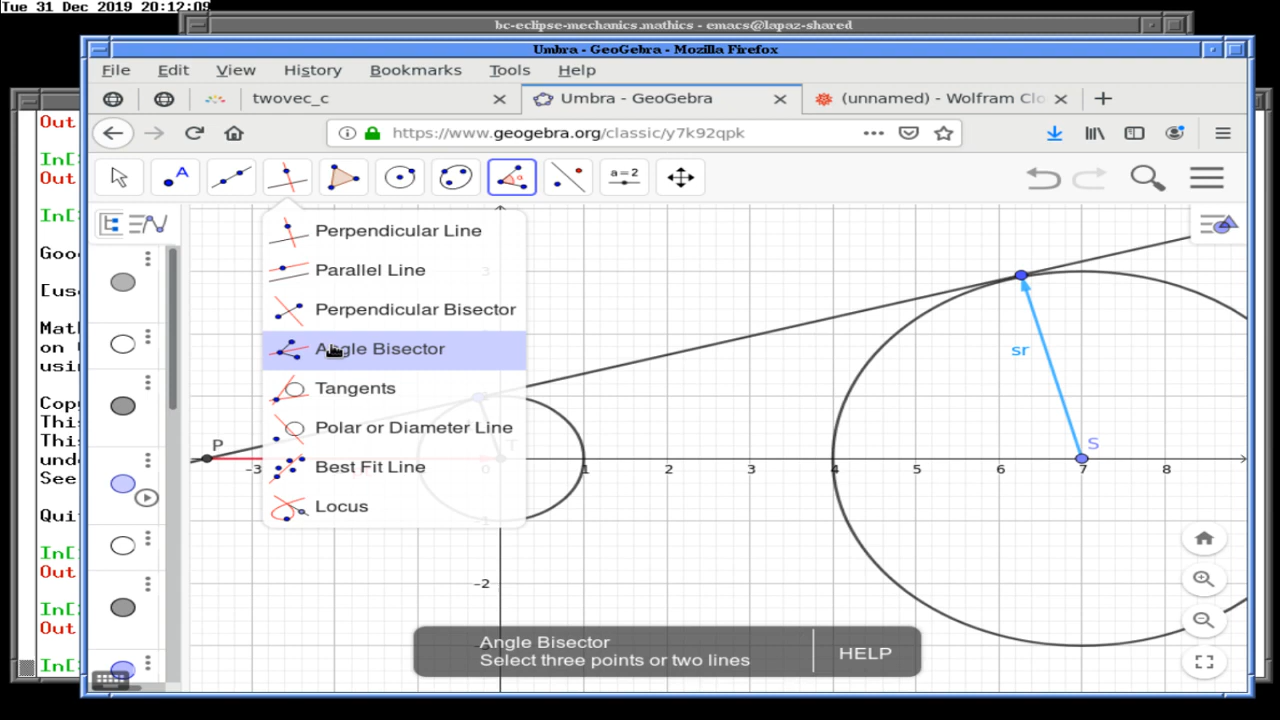 Tue 31 Dec 2019 20:12:09
bc-eclipse-mechanics.mathics - emacs@lapaz-shared
Umbra - GeoGebra - Mozilla Firefox
File Edit View History Bookmarks Tools Help
twovec_c
Umbra - GeoGebra
(unnamed) - Wolfram Clo
https://www.geogebra.org/classic/y7k92qpk
A
α
a=2
Out
In[
Out
In[
Goo
[us
Mat
on
usi
Cop
Thi
Thi
und
See
Qui
In[
Out
In[
Out
In[
Perpendicular Line
Parallel Line
Perpendicular Bisector
Angle Bisector
Tangents
Polar or Diameter Line
Best Fit Line
Locus
3
sr
P
T
S
-3
0
1
2
3
4
5
6
7
8
-1
-2
Angle Bisector
Select three points or two lines
HELP